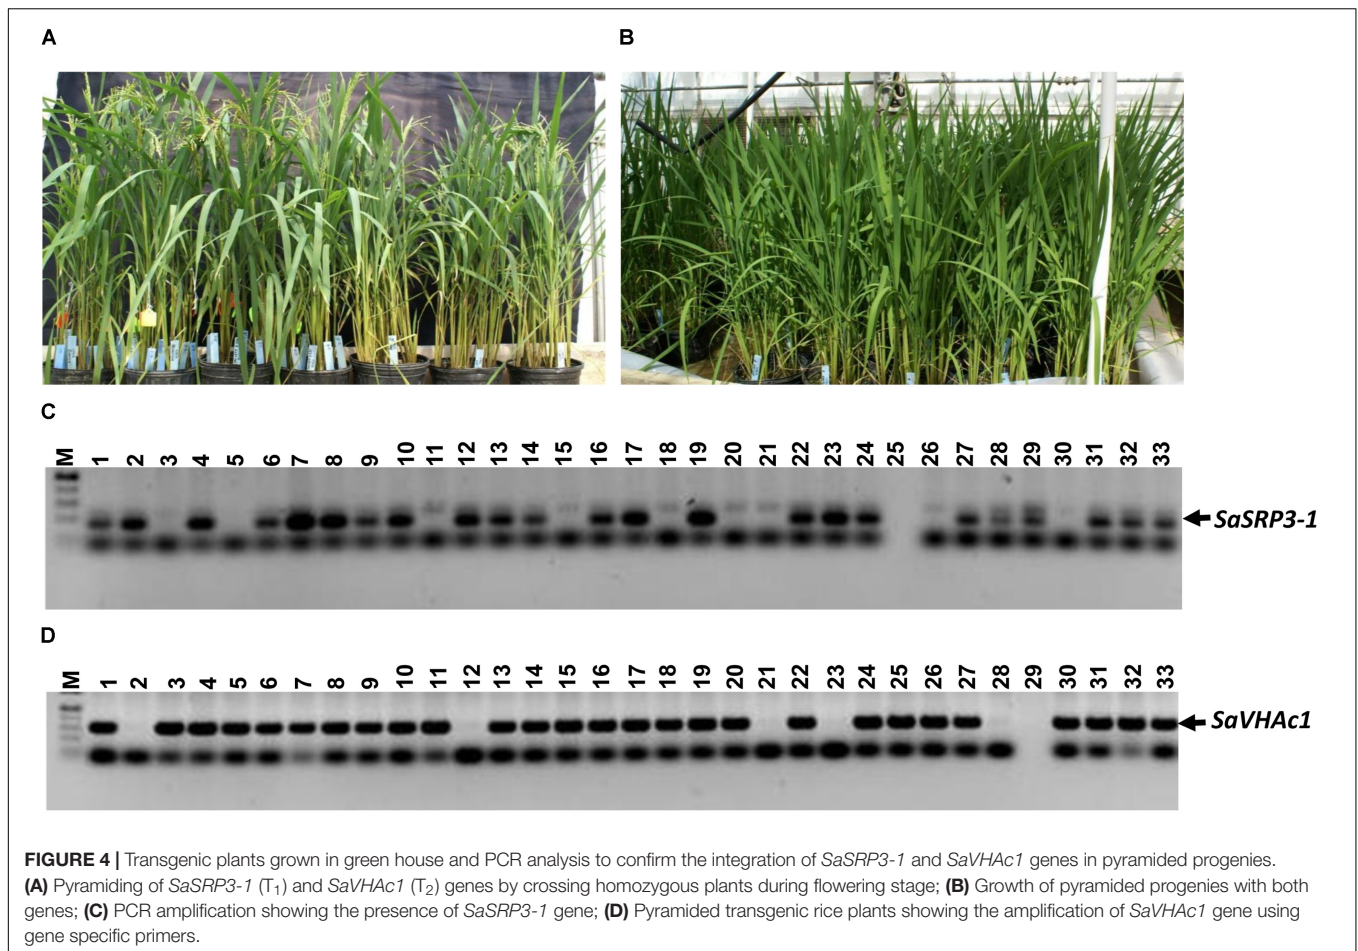 A
B
C
M 1 2 3 4 5 6 7 8 9 10 11 12 13 14 15 16 17 18 19 20 21 22 23 24 25 26 27 28 29 30 31 32 33
SaSRP3-1
D
M 1 2 3 4 5 6 7 8 9 10 11 12 13 14 15 16 17 18 19 20 21 22 23 24 25 26 27 28 29 30 31 32 33
SaVHAc1
FIGURE 4 | Transgenic plants grown in green house and PCR analysis to confirm the integration of SaSRP3-1 and SaVHAc1 genes in pyramided progenies.
(A) Pyramiding of SaSRP3-1 (T1) and SaVHAc1 (T2) genes by crossing homozygous plants during flowering stage; (B) Growth of pyramided progenies with both
genes; (C) PCR amplification showing the presence of SaSRP3-1 gene; (D) Pyramided transgenic rice plants showing the amplification of SaVHAc1 gene using
gene specific primers.